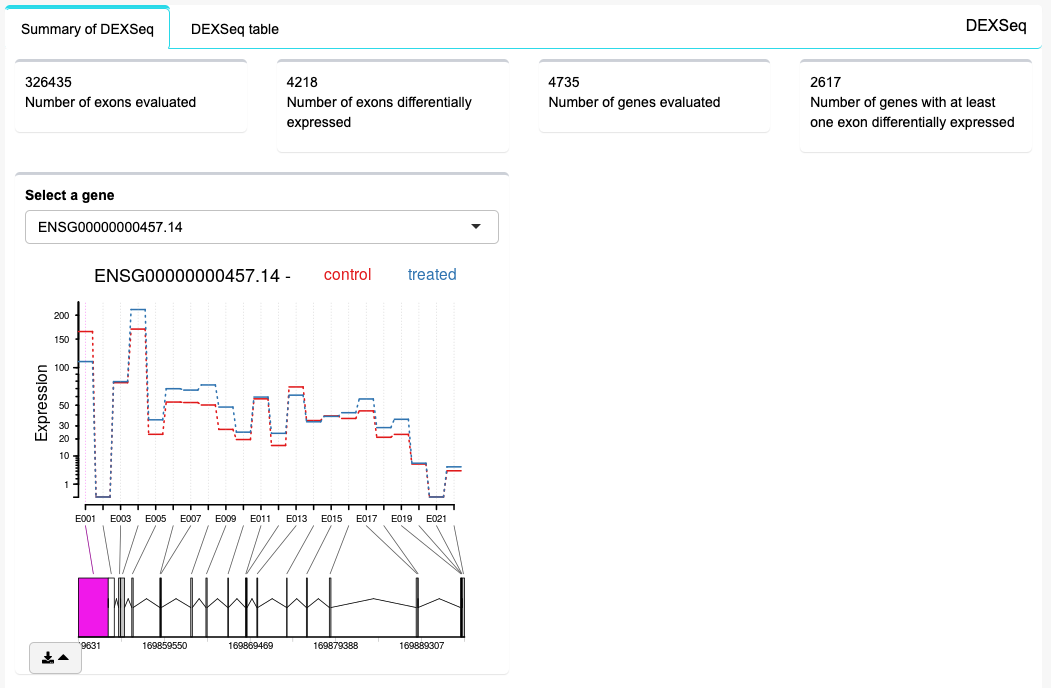 Summary of DEXSeq
DEXSeq table
DEXSeq
326435
Number of exons evaluated
4218
Number of exons differentially
expressed
4735
Number of genes evaluated
2617
Number of genes with at least
one exon differentially expressed
Select a gene
ENSG00000000457.14
ENSG00000000457.14 -
control
treated
Expression
200
150
100
50
30
20
10
1
E001 E003 E005 E007 E009 E011 E013 E015 E017 E019 E021
9631 169859550 169869469 169879388 169889307